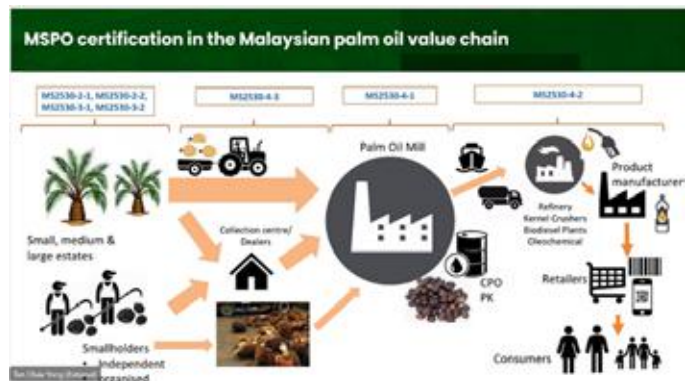 MSPO certification in the Malaysian palm oil value chain
MS2530-2-1, MS2530-2-2,
MS2530-3-1, MS2530-3-2
MS2530-4-3
MS2530-4-1
MS2530-4-2
Palm Oil Mill
Product
manufacturer
Refinery
Kernel Crushers
Biodiesel Plants
Oleochemical
Small, medium &
large estates
Collection centre/
Dealers
CPO
PK
Retailers
Smallholders
• Independent
• organised
Consumers